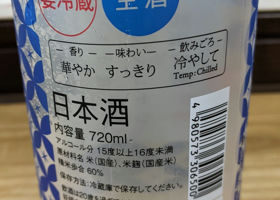 要冷蔵
生酒
香り
華やか
味わい
すっきり
飲みごろ
冷やして
Temp: Chilled
日本酒
内容量 720ml
アルコール分 15度以上16度未満
原材料名 米(国産)、米麹(国産米)
精米歩合 60%
保存方法：冷蔵庫で保存してください。
4980573306500